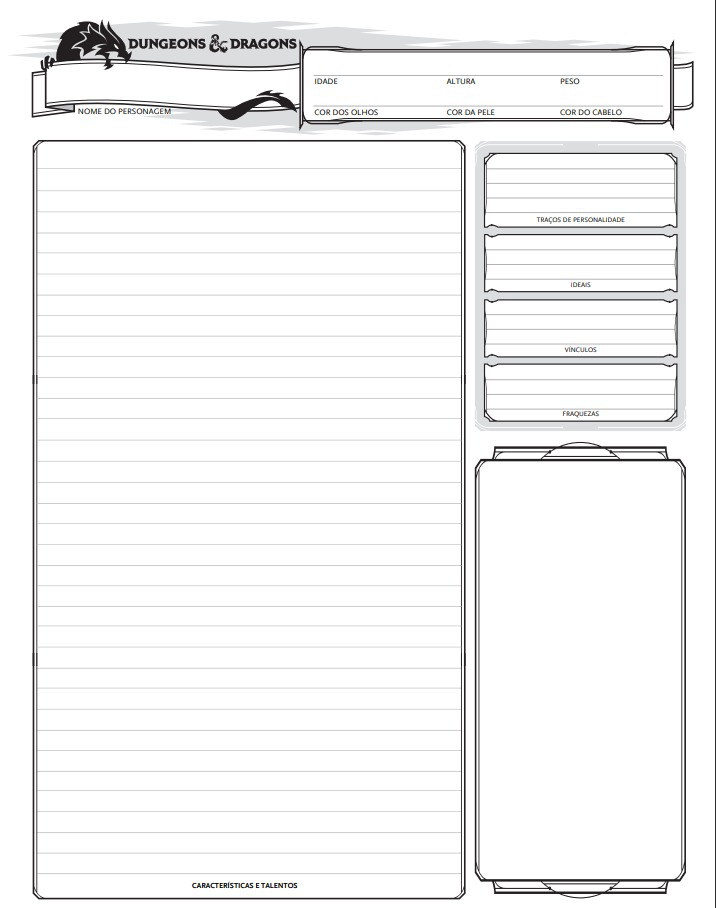 DUNGEONS & DRAGONS
IDADE ALTURA PESO
NOME DO PERSONAGEM
COR DOS OLHOS COR DA PELE COR DO CABELO
TRAÇOS DE PERSONALIDADE
IDEAIS
VÍNCULOS
FRAQUEZAS
CARACTERÍSTICAS E TALENTOS